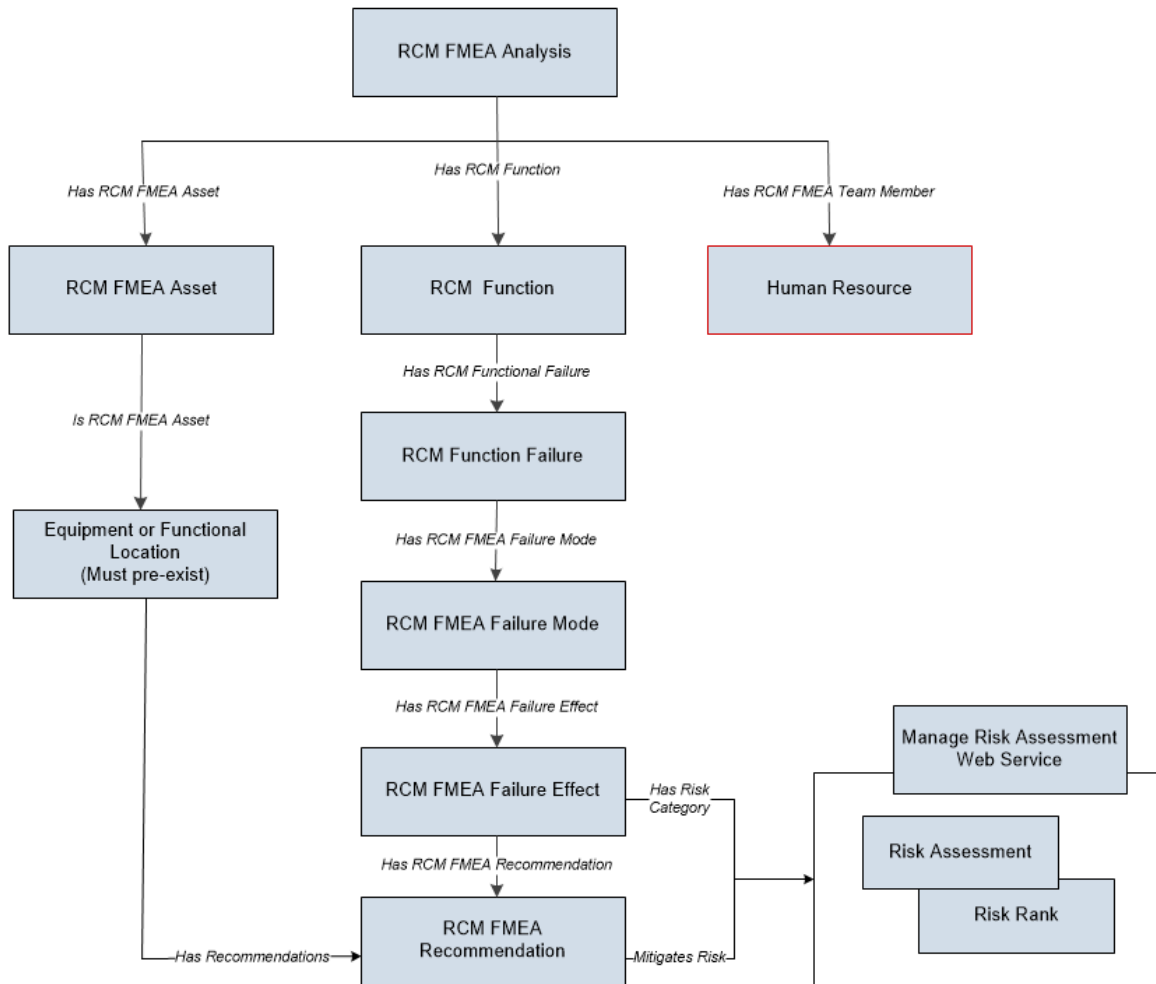 RCM FMEA Analysis
Has RCM FMEA Asset
Has RCM Function
Has RCM FMEA Team Member
RCM FMEA Asset
RCM Function
Human Resource
Has RCM Functional Failure
Is RCM FMEA Asset
RCM Function Failure
Equipment or Functional
Location
(Must pre-exist)
Has RCM FMEA Failure Mode
RCM FMEA Failure Mode
Has RCM FMEA Failure Effect
Manage Risk Assessment
Web Service
RCM FMEA Failure Effect
Has Risk
Category
Risk Assessment
Has RCM FMEA Recommendation
Risk Rank
RCM FMEA
Recommendation
Has Recommendations
Mitigates Risk